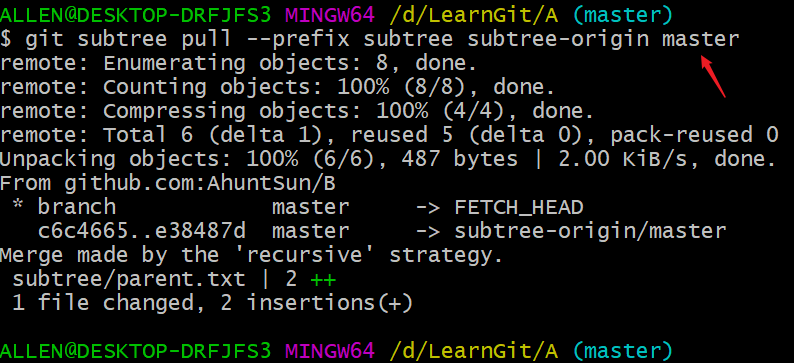 ALLEN@DESKTOP-DRFJFS3 MINGW64 /d/LearnGit/A (master)
$ git subtree pull --prefix subtree subtree-origin master
remote: Enumerating objects: 8, done.
remote: Counting objects: 100% (8/8), done.
remote: Compressing objects: 100% (4/4), done.
remote: Total 6 (delta 1), reused 5 (delta 0), pack-reused 0
Unpacking objects: 100% (6/6), 487 bytes | 2.00 KiB/s, done.
From github.com:AhuntSun/B
 * branch            master     -> FETCH_HEAD
   c6c4665..e38487d  master     -> subtree-origin/master
Merge made by the 'recursive' strategy.
 subtree/parent.txt | 2 ++
 1 file changed, 2 insertions(+)
ALLEN@DESKTOP-DRFJFS3 MINGW64 /d/LearnGit/A (master)